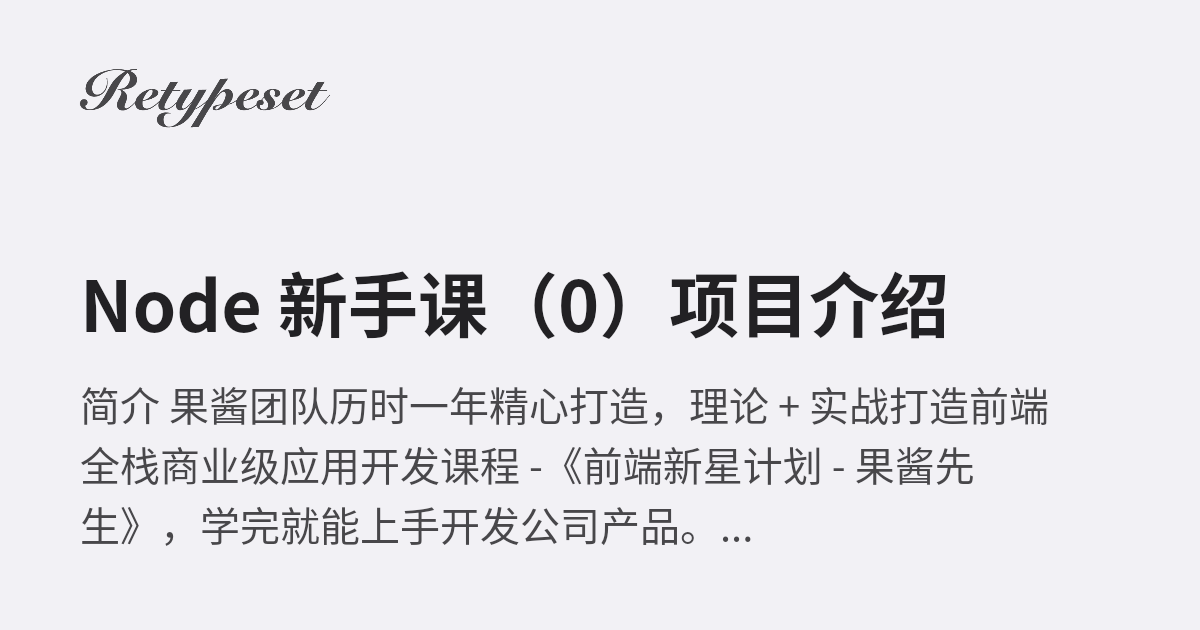 Retypeset
Node 新手课（0）项目介绍
简介 果酱团队历时一年精心打造，理论 + 实战打造前端
全栈商业级应用开发课程 -《前端新星计划 - 果酱先
生》，学完就能上手开发公司产品。...